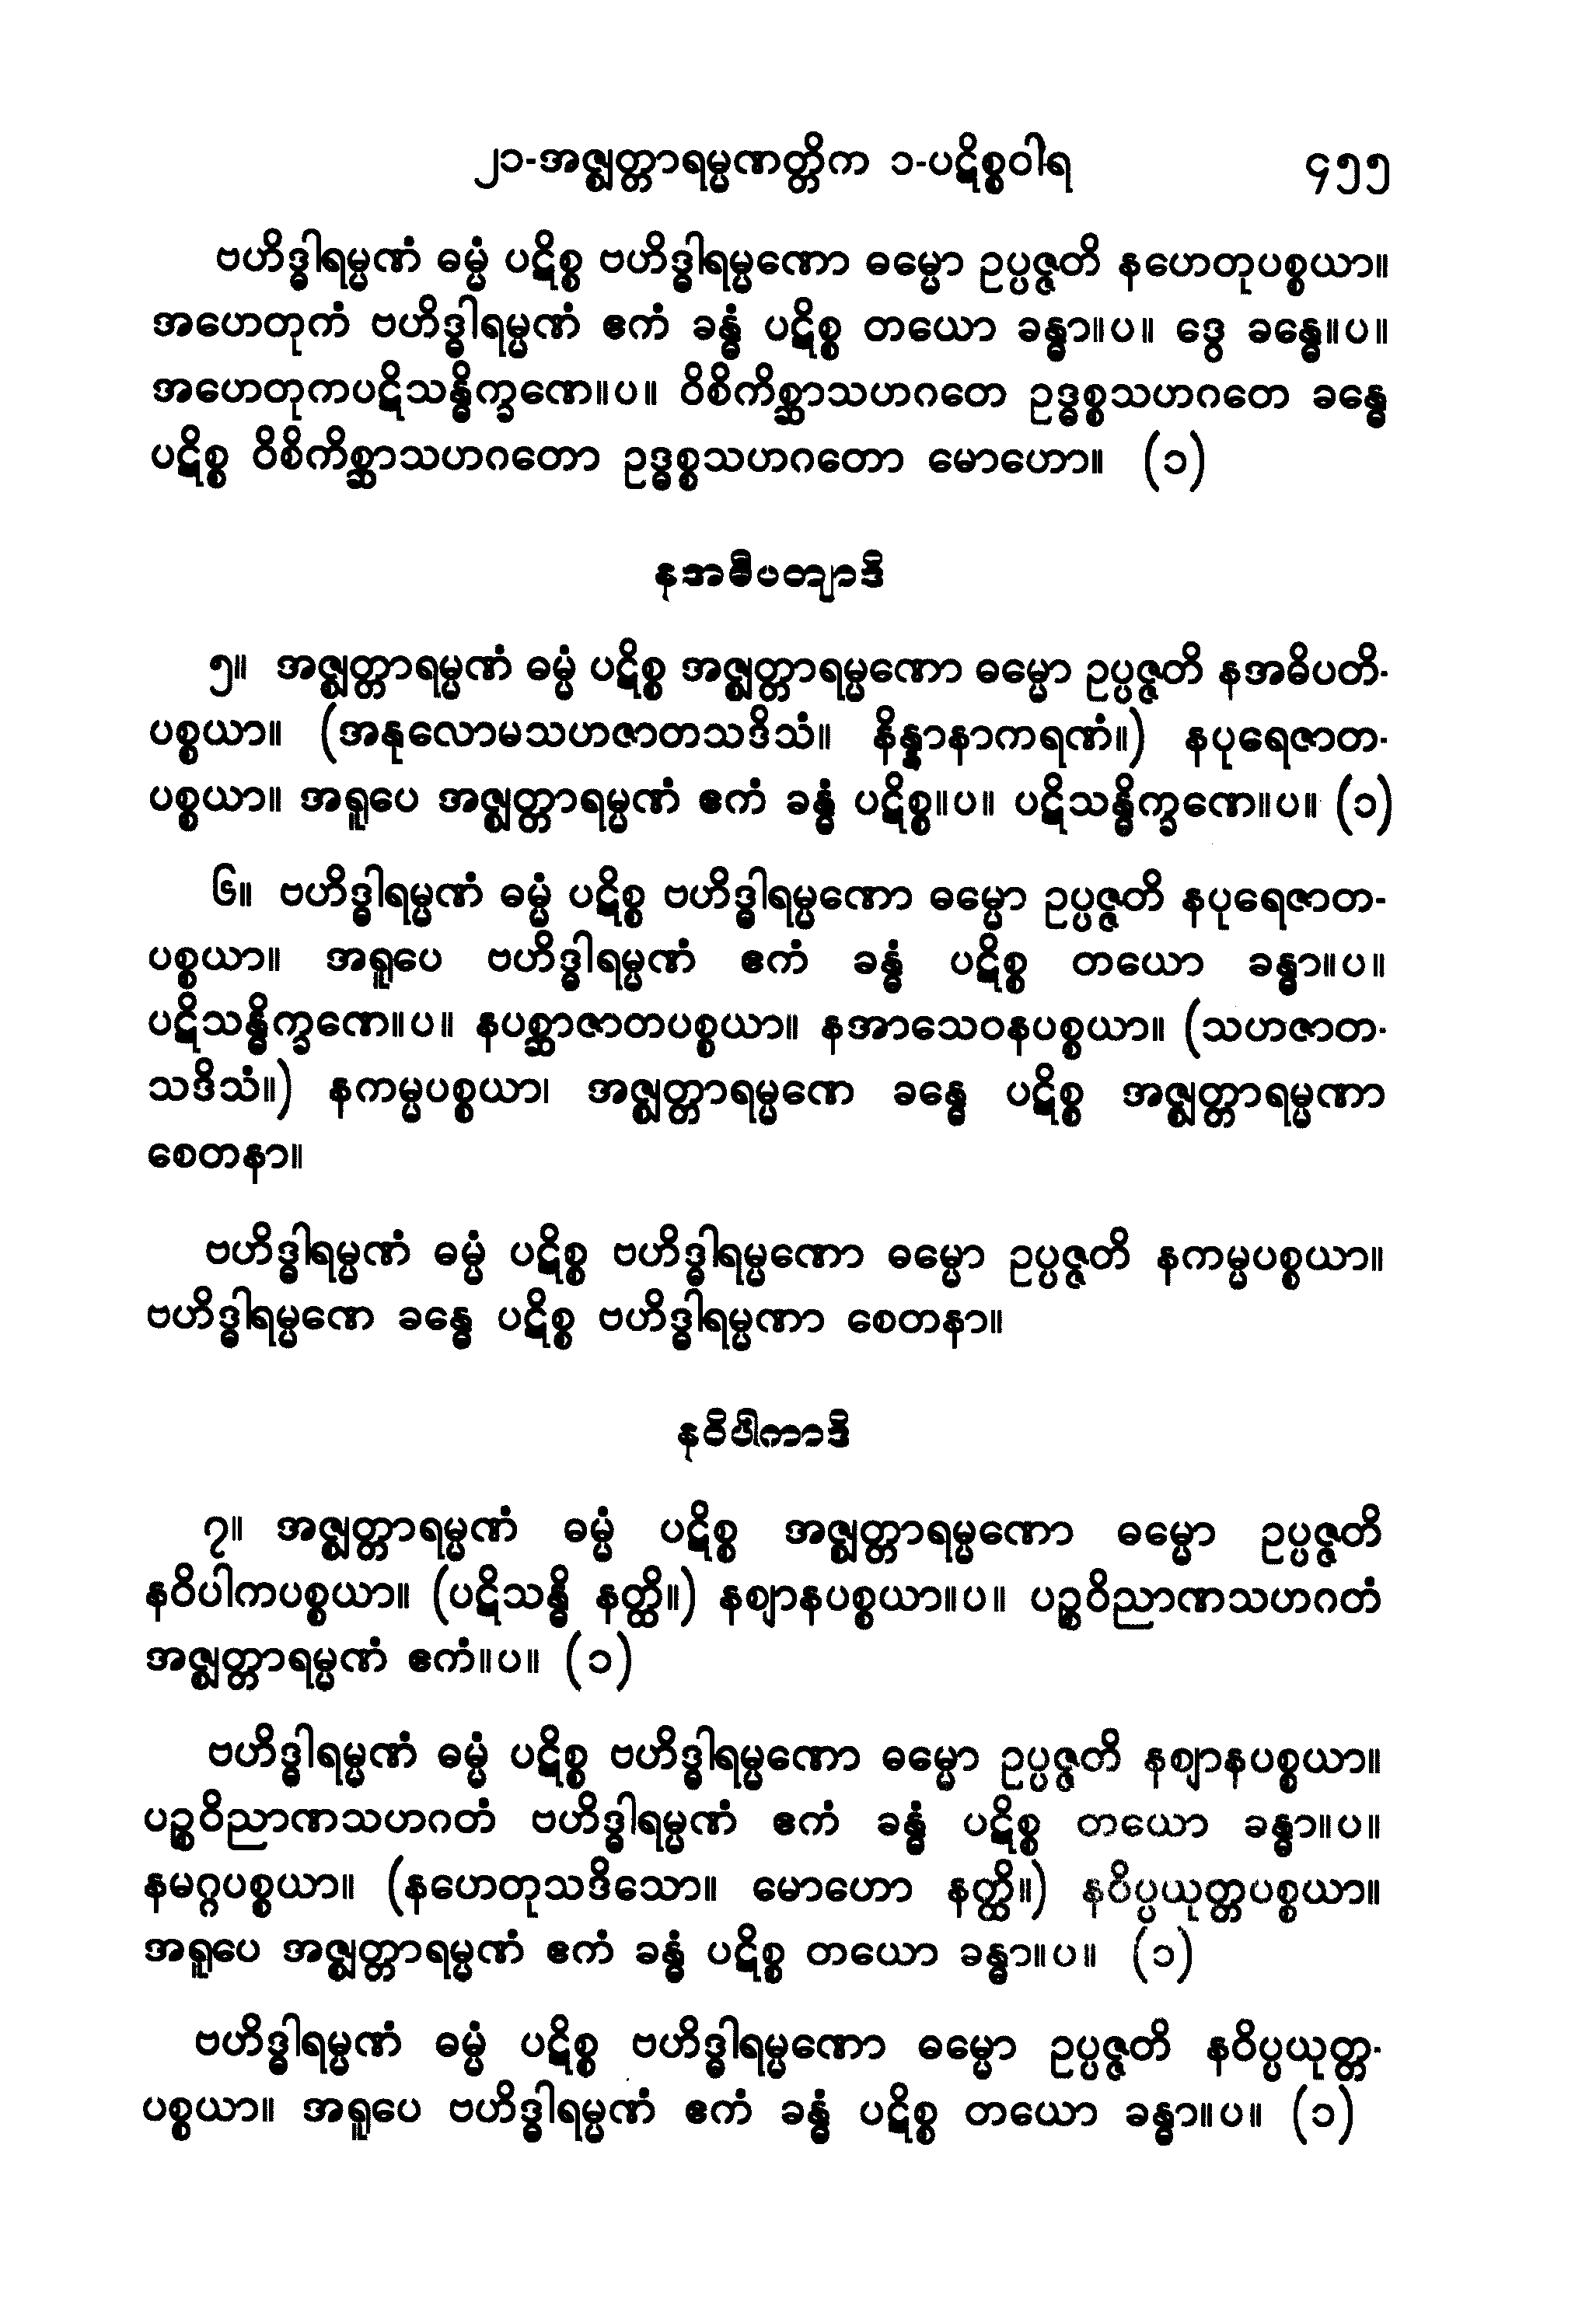 ၂၁-အဇ္ဈတ္တာရမ္မဏတ္တိက ၁-ပဋိစ္စဝါရ ၄၅၅
ဗဟိဒ္ဓါရမ္မဏံ ဓမ္မံ ပဋိစ္စ ဗဟိဒ္ဓါရမ္မဏော ဓမ္မော ဥပ္ပဇ္ဇတိ နဟေတုပစ္စယာ။
အဟေတုကံ ဗဟိဒ္ဓါရမ္မဏံ ဧကံ ခန္ဓံ ပဋိစ္စ တယော ခန္ဓာ။ပ။ ဒွေ ခန္ဓေ။ပ။
အဟေတုကပဋိသန္ဓိက္ခဏေ။ပ။ ဝိစိကိစ္ဆာသဟဂတေ ဥဒ္ဓစ္စသဟဂတေ ခန္ဓေ
ပဋိစ္စ ဝိစိကိစ္ဆာသဟဂတော ဥဒ္ဓစ္စသဟဂတော မောဟော။ (၁)
နအဓိပတျာဒိ
၅။ အဇ္ဈတ္တာရမ္မဏံ ဓမ္မံ ပဋိစ္စ အဇ္ဈတ္တာရမ္မဏော ဓမ္မော ဥပ္ပဇ္ဇတိ နအဓိပတိ-
ပစ္စယာ။ (အနုလောမသဟဇာတသဒိသံ။ နိန္နာနာကရဏံ။) နပုရေဇာတ-
ပစ္စယာ။ အရူပေ အဇ္ဈတ္တာရမ္မဏံ ဧကံ ခန္ဓံ ပဋိစ္စ။ပ။ ပဋိသန္ဓိက္ခဏေ။ပ။ (၁)
၆။ ဗဟိဒ္ဓါရမ္မဏံ ဓမ္မံ ပဋိစ္စ ဗဟိဒ္ဓါရမ္မဏော ဓမ္မော ဥပ္ပဇ္ဇတိ နပုရေဇာတ-
ပစ္စယာ။ အရူပေ ဗဟိဒ္ဓါရမ္မဏံ ဧကံ ခန္ဓံ ပဋိစ္စ တယော ခန္ဓာ။ပ။
ပဋိသန္ဓိက္ခဏေ။ပ။ နပစ္ဆာဇာတပစ္စယာ။ နအာသေဝနပစ္စယာ။ (သဟဇာတ-
သဒိသံ။) နကမ္မပစ္စယာ၊ အဇ္ဈတ္တာရမ္မဏေ ခန္ဓေ ပဋိစ္စ အဇ္ဈတ္တာရမ္မဏာ
စေတနာ။
ဗဟိဒ္ဓါရမ္မဏံ ဓမ္မံ ပဋိစ္စ ဗဟိဒ္ဓါရမ္မဏော ဓမ္မော ဥပ္ပဇ္ဇတိ နကမ္မပစ္စယာ။
ဗဟိဒ္ဓါရမ္မဏေ ခန္ဓေ ပဋိစ္စ ဗဟိဒ္ဓါရမ္မဏာ စေတနာ။
နဝိပါကာဒိ
၇။ အဇ္ဈတ္တာရမ္မဏံ ဓမ္မံ ပဋိစ္စ အဇ္ဈတ္တာရမ္မဏော ဓမ္မော ဥပ္ပဇ္ဇတိ
နဝိပါကပစ္စယာ။ (ပဋိသန္ဓိ နတ္ထိ။) နဈာနပစ္စယာ။ပ။ ပဉ္စဝိညာဏသဟဂတံ
အဇ္ဈတ္တာရမ္မဏံ ဧကံ။ပ။ (၁)
ဗဟိဒ္ဓါရမ္မဏံ ဓမ္မံ ပဋိစ္စ ဗဟိဒ္ဓါရမ္မဏော ဓမ္မော ဥပ္ပဇ္ဇတိ နဈာနပစ္စယာ။
ပဉ္စဝိညာဏသဟဂတံ ဗဟိဒ္ဓါရမ္မဏံ ဧကံ ခန္ဓံ ပဋိစ္စ တယော ခန္ဓာ။ပ။
နမဂ္ဂပစ္စယာ။ (နဟေတုသဒိသော။ မောဟော နတ္ထိ။) နဝိပ္ပယုတ္တပစ္စယာ။
အရူပေ အဇ္ဈတ္တာရမ္မဏံ ဧကံ ခန္ဓံ ပဋိစ္စ တယော ခန္ဓာ။ပ။ (၁)
ဗဟိဒ္ဓါရမ္မဏံ ဓမ္မံ ပဋိစ္စ ဗဟိဒ္ဓါရမ္မဏော ဓမ္မော ဥပ္ပဇ္ဇတိ နဝိပ္ပယုတ္တ-
ပစ္စယာ။ အရူပေ ဗဟိဒ္ဓါရမ္မဏံ ဧကံ ခန္ဓံ ပဋိစ္စ တယော ခန္ဓာ။ပ။ (၁)